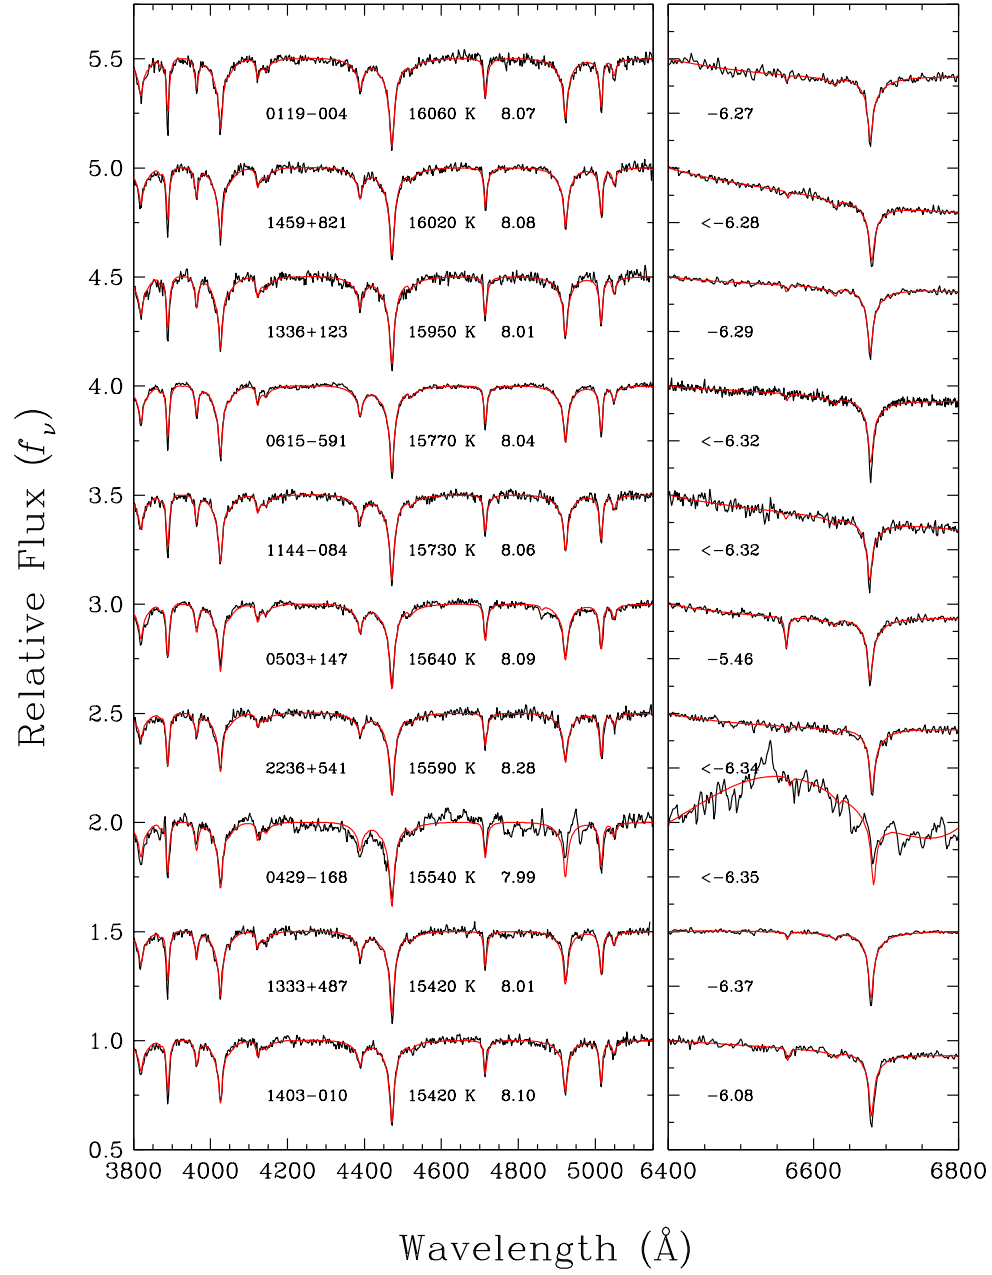 5.5
0119−004 16060 K 8.07 −6.27
5.0
1459+821 16020 K 8.08 <−6.28
4.5
1336+123 15950 K 8.01 −6.29
4.0
0615−591 15770 K 8.04 <−6.32
3.5
1144−084 15730 K 8.06 <−6.32
3.0
0503+147 15640 K 8.09 −5.46
2.5
2236+541 15590 K 8.28 <−6.34
2.0
0429−168 15540 K 7.99 <−6.35
1.5
1333+487 15420 K 8.01 −6.37
1.0
1403−010 15420 K 8.10 −6.08
0.5
3800 4000 4200 4400 4600 4800 5000 6400 6600 6800
Relative Flux (f ν)
Wavelength (Å)